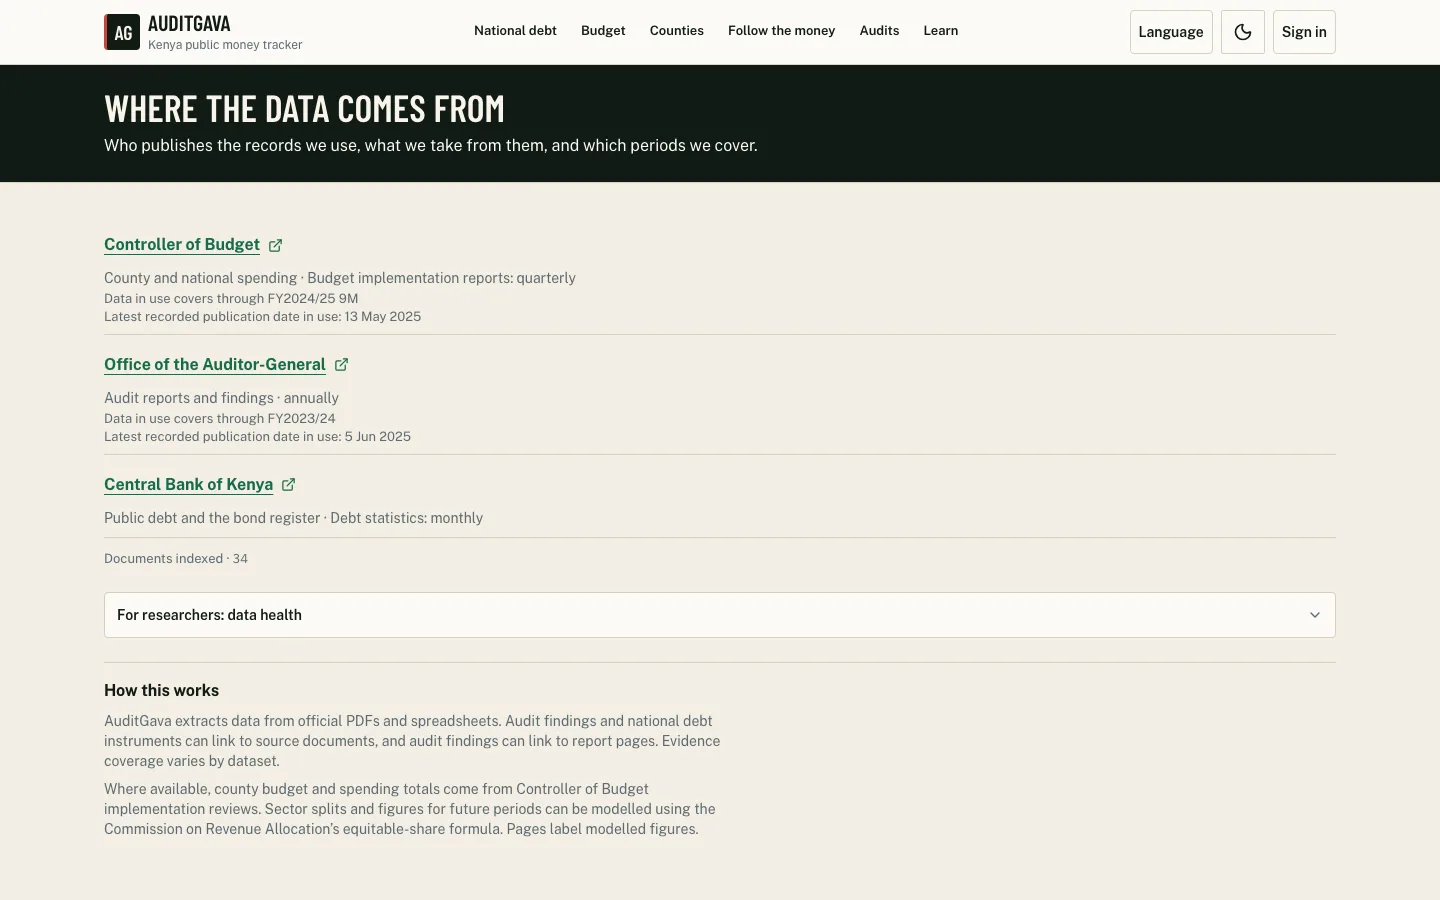 AG
AUDITGAVA
Kenya public money tracker
National debt
Budget
Counties
Follow the money
Audits
Learn
Language
Sign in
WHERE THE DATA COMES FROM
Who publishes the records we use, what we take from them, and which periods we cover.
Controller of Budget
County and national spending · Budget implementation reports: quarterly
Data in use covers through FY2024/25 9M
Latest recorded publication date in use: 13 May 2025
Office of the Auditor-General
Audit reports and findings · annually
Data in use covers through FY2023/24
Latest recorded publication date in use: 5 Jun 2025
Central Bank of Kenya
Public debt and the bond register · Debt statistics: monthly
Documents indexed · 34
For researchers: data health
How this works
AuditGava extracts data from official PDFs and spreadsheets. Audit findings and national debt
instruments can link to source documents, and audit findings can link to report pages. Evidence
coverage varies by dataset.
Where available, county budget and spending totals come from Controller of Budget
implementation reviews. Sector splits and figures for future periods can be modelled using the
Commission on Revenue Allocation’s equitable-share formula. Pages label modelled figures.